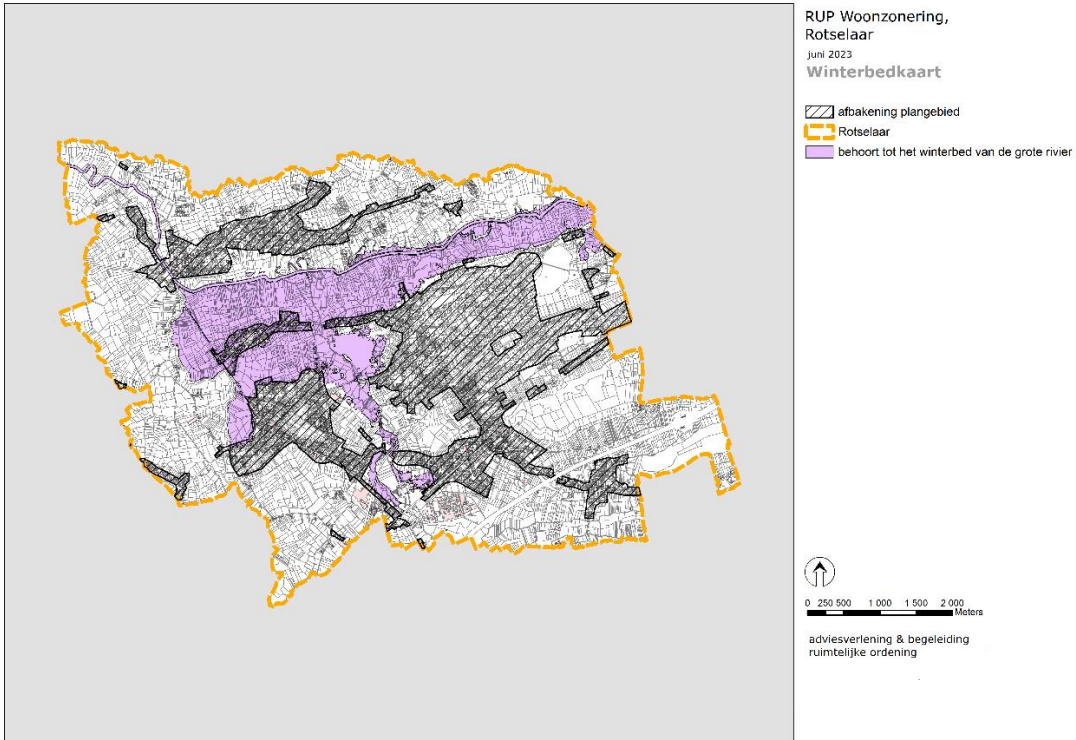 RUP Woonzonering,
Rotselaar
juni 2023
Winterbedkaart
afbakening plangebied
Rotselaar
behoort tot het winterbed van de grote rivier
0 250 500 1 000 1 500 2 000
Meters
adviesverlening & begeleiding
ruimtelijke ordening